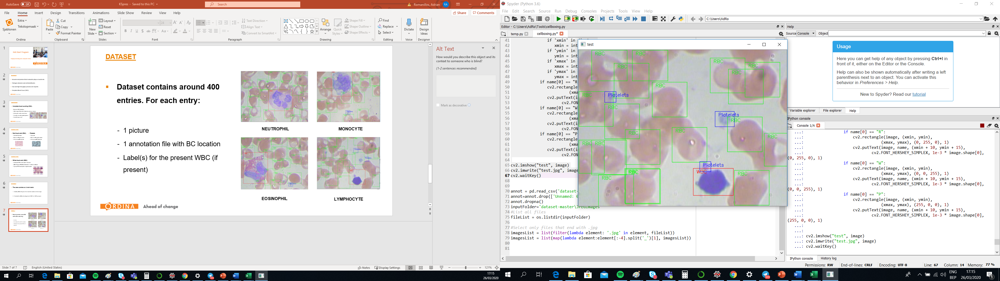 AutoSave Off
KSpres - Saved to this PC
Search
Romanillos, Adrian RA
File Home Insert Design Transitions Animations Slide Show Review View Help
Share Comments
Sjablonen
Extra
Tekstopmaak
Ordina
Paste
Cut
Copy
Format Painter
Clipboard
New Slide
Layout
Reset
Section
Slides
24
Font
Text Direction
Align Text
Convert to SmartArt
Paragraph
Arrange
Quick Styles
Shape Fill
Shape Outline
Shape Effects
Drawing
Find
Replace
Select
Editing
Dictate
Voice
Design Ideas
Designer
1
2
3
4
5
6
7
DATASET
Dataset contains around 400
entries. For each entry:
- 1 picture
- 1 annotation file with BC location
- Label(s) for the present WBC (if
present)
NEUTROPHIL
MONOCYTE
EOSINOPHIL
LYMPHOCYTE
ORDINA Ahead of change
Alt Text
How would you describe this object and its
context to someone who is blind?
(1-2 sentences recommended)
Mark as decorative
Slide 7 of 7 English (United States)
Notes Display Settings 121%
17:15
26/03/2020
Spyder (Python 3.6)
File Edit Search Source Run Debug Consoles Projects Tools View Help
C:\Users\AdRo
Editor - C:\Users\AdRo\Tools\cellboxing.py
temp.py cellboxing.py*
41 if 'xmin' in
42 xmin = int
43 if 'ymin' in
44 ymin = int
45 if 'xmax' in
46 xmax = int
47 if 'ymax' in
48 ymax = int
49 if name[0] == "R
50 cv2.rectangle
51 (xma
52 cv2.putText(i
53 cv2.FON
54 if name[0] == "W
55 cv2.rectangle
56 (xma
57 cv2.putText(i
58 cv2.FON
59 if name[0] == "P
60 cv2.rectangle
61 (xma
62 cv2.putText(i
63 cv2.FON
64
65 cv2.imshow("test", image)
66 cv2.imwrite("test.jpg", image
67 cv2.waitKey()
68
69
70 annot = pd.read_csv('dataset-
71 annot=annot.drop(['Unnamed: 0
72 annot.dropna()
73 inputFolder='dataset-master\JPEGImages'
74 #List all files
75 fileList = os.listdir(inputFolder)
76
77 #Select only files that end with .jpg
78 imagesList = list(filter(lambda element: '.jpg' in element, fileList))
79 imagesList = list(map(lambda element:element[:-4].split('_')[1], imagesList))
80
81
test
RBC
RBC
RBC
RBC
RBC
RBC
RBC
RBC
Platelets
RBC
Platelets
RBC
RBC
RBC
RBC
RBC
RBC
Platelets
WBC
RBC
RBC
RBC
Help
Source Console Object
Usage
Here you can get help of any object by pressing Ctrl+I in
front of it, either on the Editor or the Console.
Help can also be shown automatically after writing a left
parenthesis next to an object. You can activate this
behavior in Preferences > Help.
New to Spyder? Read our tutorial
Variable explorer File explorer Help
IPython console
Console 1/A
...: if name[0] == "R":
...: cv2.rectangle(image, (xmin, ymin),
...: (xmax, ymax), (0, 255, 0), 1)
...: cv2.putText(image, name, (xmin + 10, ymin + 15),
...: cv2.FONT_HERSHEY_SIMPLEX, 1e-3 * image.shape[0],
(0, 255, 0), 1)
...: if name[0] == "W":
...: cv2.rectangle(image, (xmin, ymin),
...: (xmax, ymax), (0, 0, 255), 1)
...: cv2.putText(image, name, (xmin + 10, ymin + 15),
...: cv2.FONT_HERSHEY_SIMPLEX, 1e-3 * image.shape[0],
(0, 0, 255), 1)
...: if name[0] == "P":
...: cv2.rectangle(image, (xmin, ymin),
...: (xmax, ymax), (255, 0, 0), 1)
...: cv2.putText(image, name, (xmin + 10, ymin + 15),
...: cv2.FONT_HERSHEY_SIMPLEX, 1e-3 * image.shape[0],
(255, 0, 0), 1)
...:
...:
...: cv2.imshow("test", image)
...: cv2.imwrite("test.jpg", image)
...: cv2.waitKey()
IPython console History log
Permissions: RW End-of-lines: CRLF Encoding: UTF-8 Line: 67 Column: 14 Memory: 77 %
ENG
BEP
17:15
26/03/2020